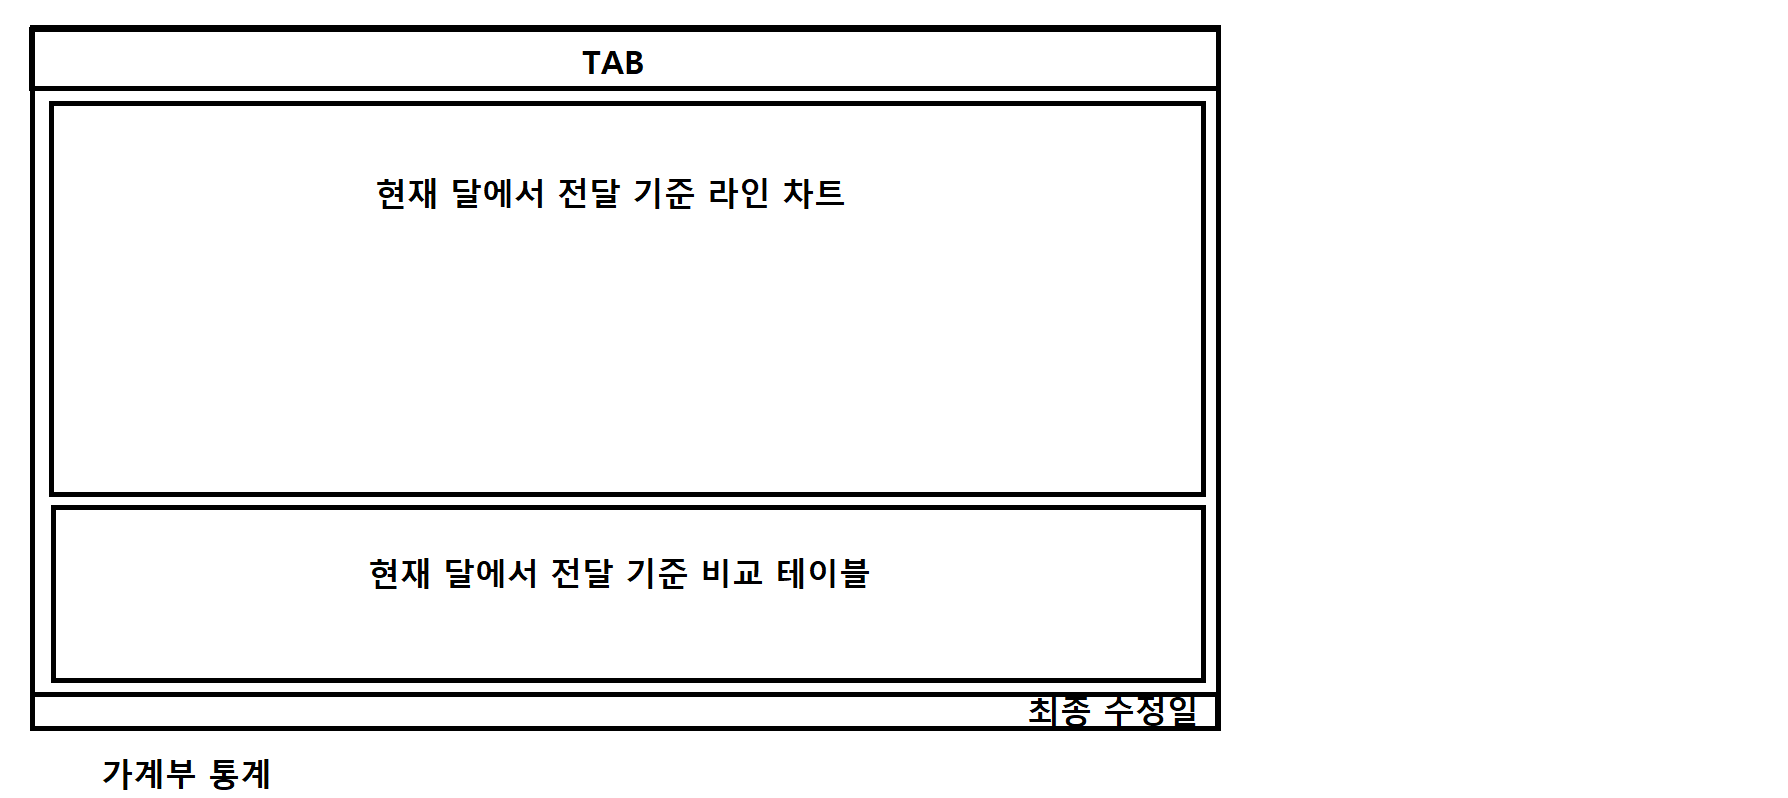 TAB
현재 달에서 전달 기준 라인 차트
현재 달에서 전달 기준 비교 테이블
최종 수정일
가계부 통계